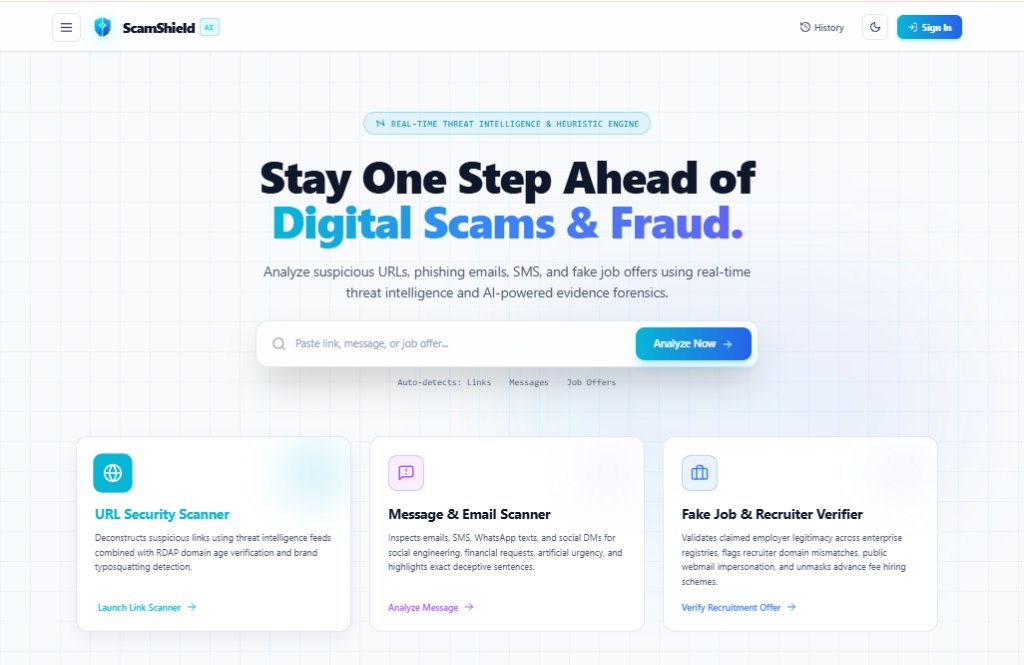 ScamShield AI
History
Sign In
REAL-TIME THREAT INTELLIGENCE & HEURISTIC ENGINE
Stay One Step Ahead of
Digital Scams & Fraud.
Analyze suspicious URLs, phishing emails, SMS, and fake job offers using real-time
threat intelligence and AI-powered evidence forensics.
Paste link, message, or job offer...
Analyze Now →
Auto-detects: Links Messages Job Offers
URL Security Scanner
Deconstructs suspicious links using threat intelligence feeds
combined with RDAP domain age verification and brand
typosquatting detection.
Launch Link Scanner →
Message & Email Scanner
Inspects emails, SMS, WhatsApp texts, and social DMs for
social engineering, financial requests, artificial urgency, and
highlights exact deceptive sentences.
Analyze Message →
Fake Job & Recruiter Verifier
Validates claimed employer legitimacy across enterprise
registries, flags recruiter domain mismatches, public
webmail impersonation, and unmasks advance fee hiring
schemes.
Verify Recruitment Offer →